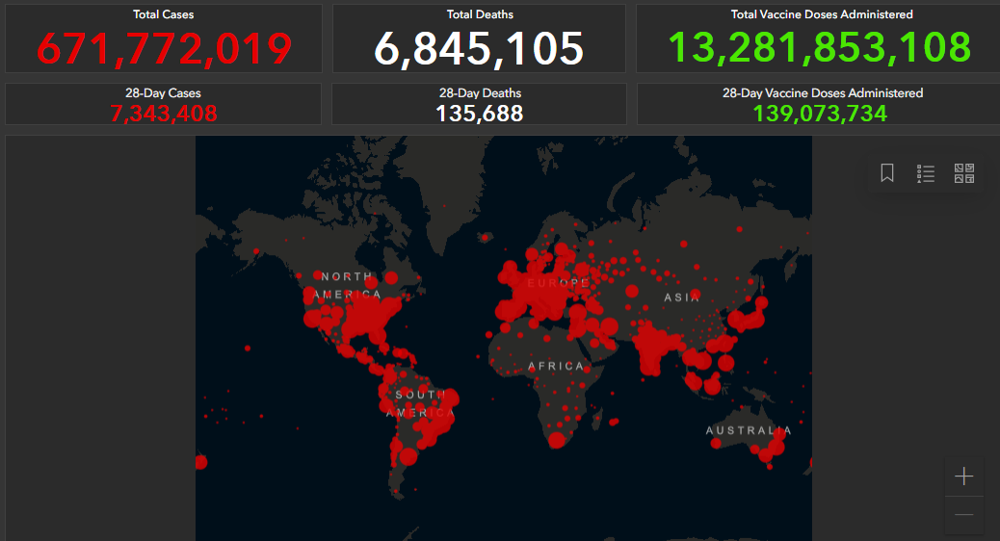 Total Cases
671,772,019
Total Deaths
6,845,105
Total Vaccine Doses Administered
13,281,853,108
28-Day Cases
7,343,408
28-Day Deaths
135,688
28-Day Vaccine Doses Administered
139,073,734
NORTH
AMERICA
EUROPE
ASIA
AFRICA
SOUTH
AMERICA
AUSTRALIA